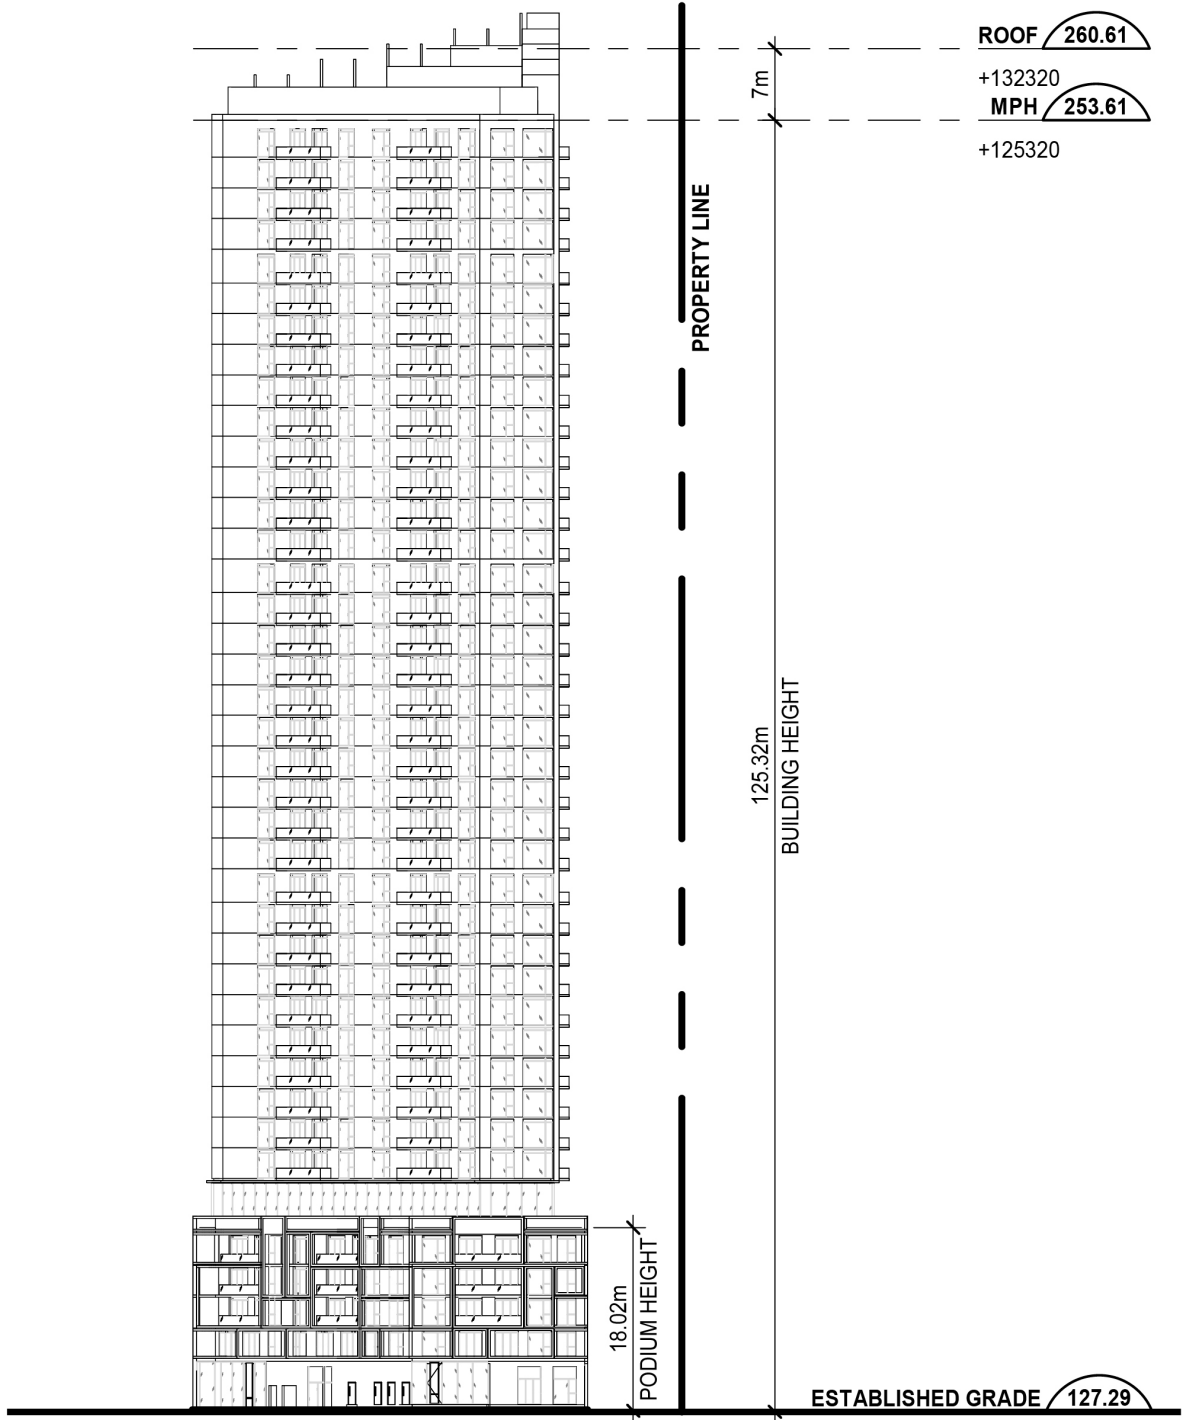 ROOF 260.61
+132320
7m
MPH 253.61
+125320
PROPERTY LINE
125.32m
BUILDING HEIGHT
18.02m
PODIUM HEIGHT
ESTABLISHED GRADE 127.29